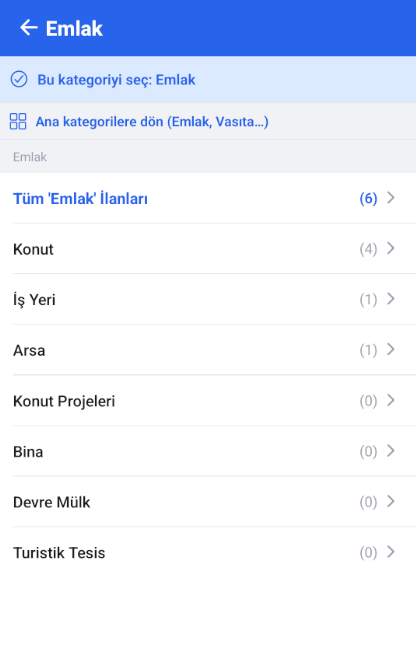 Emlak
Bu kategoriyi seç: Emlak
Ana kategorilere dön (Emlak, Vasıta...)
Emlak
Tüm 'Emlak' İlanları (6)
Konut (4)
İş Yeri (1)
Arsa (1)
Konut Projeleri (0)
Bina (0)
Devre Mülk (0)
Turistik Tesis (0)